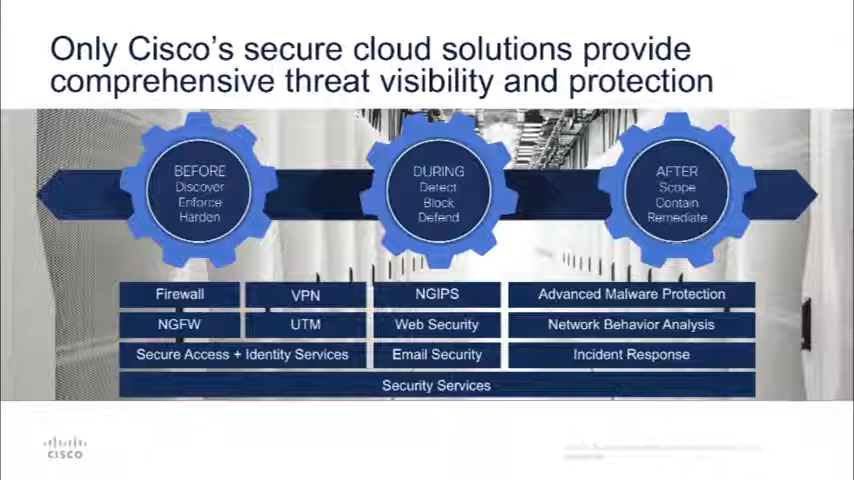 Only Cisco's secure cloud solutions provide
comprehensive threat visibility and protection
BEFORE
Discover
Enforce
Harden
DURING
Detect
Block
Defend
AFTER
Scope
Contain
Remediate
Firewall
VPN
NGIPS
Advanced Malware Protection
NGFW
UTM
Web Security
Network Behavior Analysis
Secure Access + Identity Services
Email Security
Incident Response
Security Services
CISCO